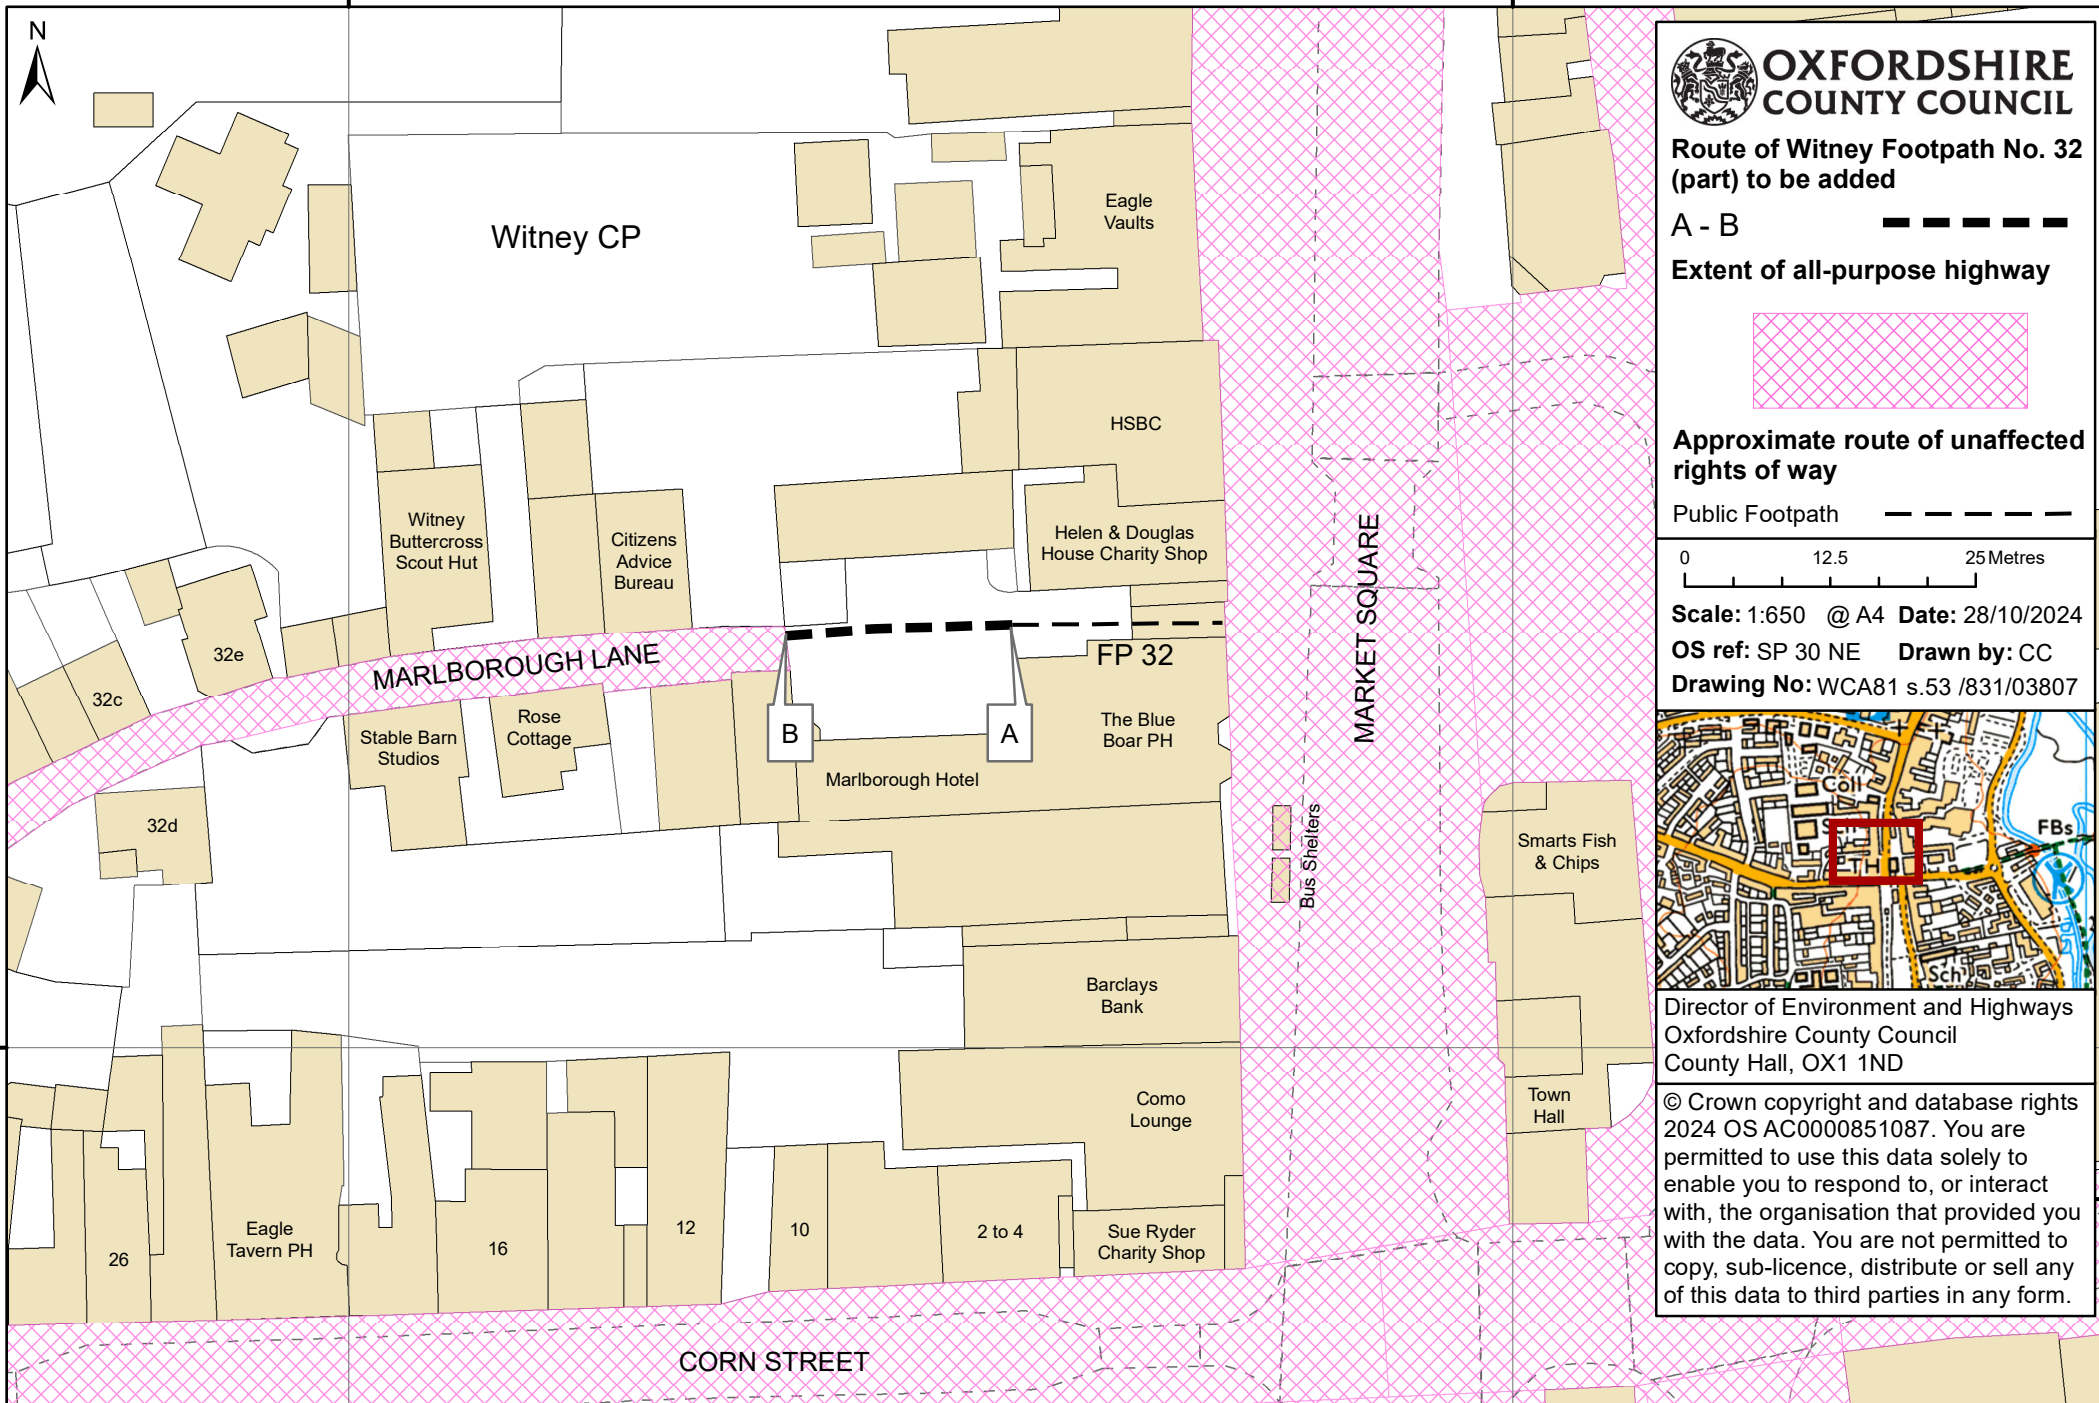 N
Witney CP
Eagle
Vaults
HSBC
Helen & Douglas
House Charity Shop
Witney
Buttercross
Scout Hut
Citizens
Advice
Bureau
32e
32c
MARLBOROUGH LANE
FP 32
MARKET SQUARE
B
A
The Blue
Boar PH
Rose
Cottage
Stable Barn
Studios
Marlborough Hotel
32d
Bus Shelters
Smarts Fish
& Chips
Barclays
Bank
Como
Lounge
Town
Hall
Eagle
Tavern PH
26
16
12
10
2 to 4
Sue Ryder
Charity Shop
CORN STREET
OXFORDSHIRE
COUNTY COUNCIL
Route of Witney Footpath No. 32
(part) to be added
A - B
Extent of all-purpose highway
Approximate route of unaffected
rights of way
Public Footpath
0 12.5 25 Metres
Scale: 1:650 @ A4 Date: 28/10/2024
OS ref: SP 30 NE Drawn by: CC
Drawing No: WCA81 s.53 /831/03807
Coll
FBs
TH
Sch
Director of Environment and Highways
Oxfordshire County Council
County Hall, OX1 1ND
© Crown copyright and database rights
2024 OS AC0000851087. You are
permitted to use this data solely to
enable you to respond to, or interact
with, the organisation that provided you
with the data. You are not permitted to
copy, sub-licence, distribute or sell any
of this data to third parties in any form.